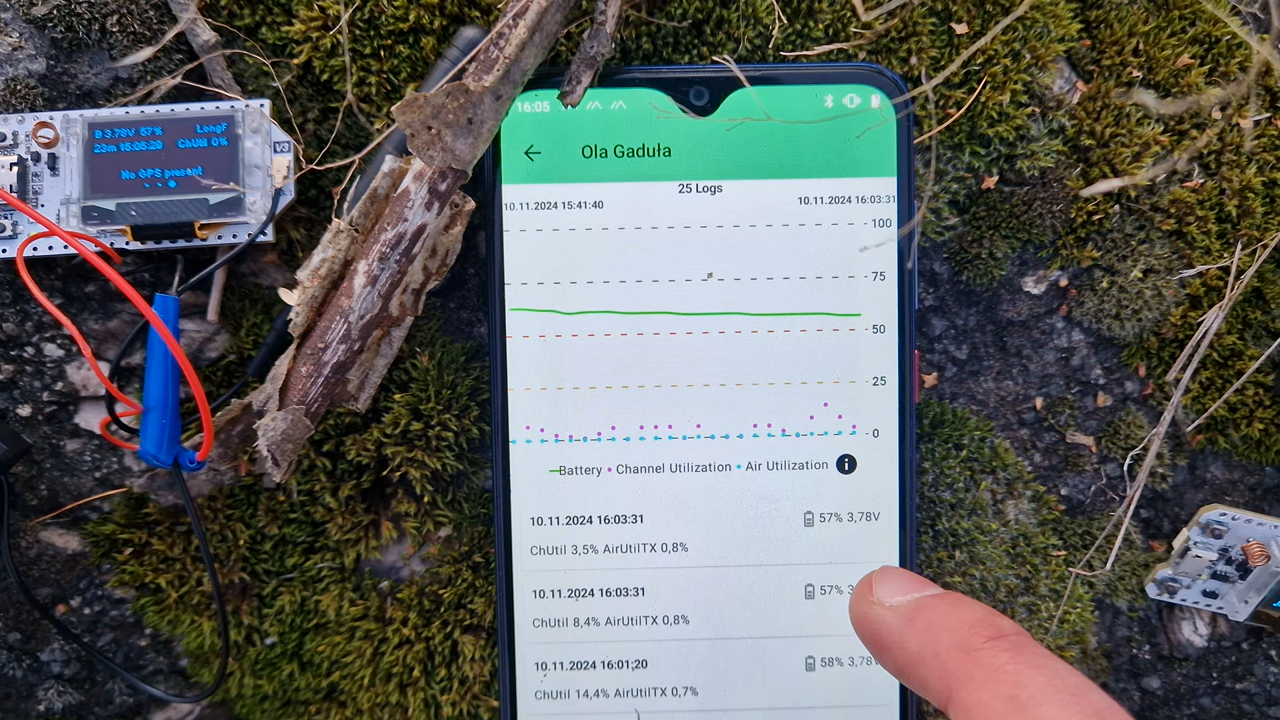 B 3.78V 57% LongF
23m 16:05:20 ChUtil 0%
No GPS present
V3
16:05
Ola Gaduła
25 Logs
10.11.2024 15:41:40 10.11.2024 16:03:31
100
75
50
25
0
Battery Channel Utilization Air Utilization i
10.11.2024 16:03:31 57% 3,78V
ChUtil 3,5% AirUtilTX 0,8%
10.11.2024 16:03:31 57%
ChUtil 8,4% AirUtilTX 0,8%
10.11.2024 16:01:20 58% 3,78V
ChUtil 14,4% AirUtilTX 0,7%